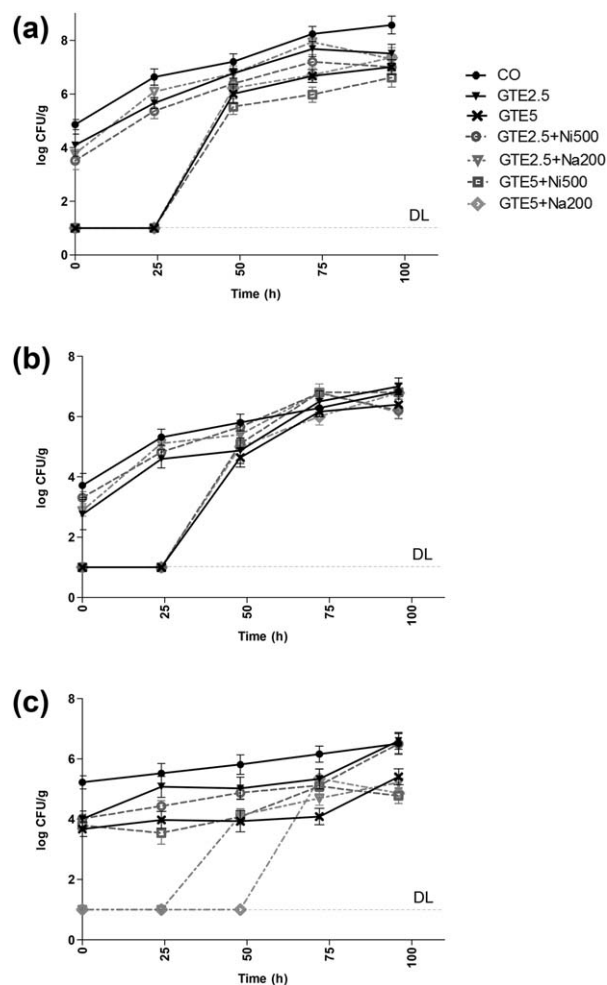 (a)
8
6
4
2
0
log CFU/g
DL
0
25
50
75
100
Time (h)
CO
GTE2.5
GTE5
GTE2.5+Ni500
GTE2.5+Na200
GTE5+Ni500
GTE5+Na200
(b)
8
6
4
2
0
log CFU/g
DL
0
25
50
75
100
Time (h)
(c)
8
6
4
2
0
log CFU/g
DL
0
25
50
75
100
Time (h)